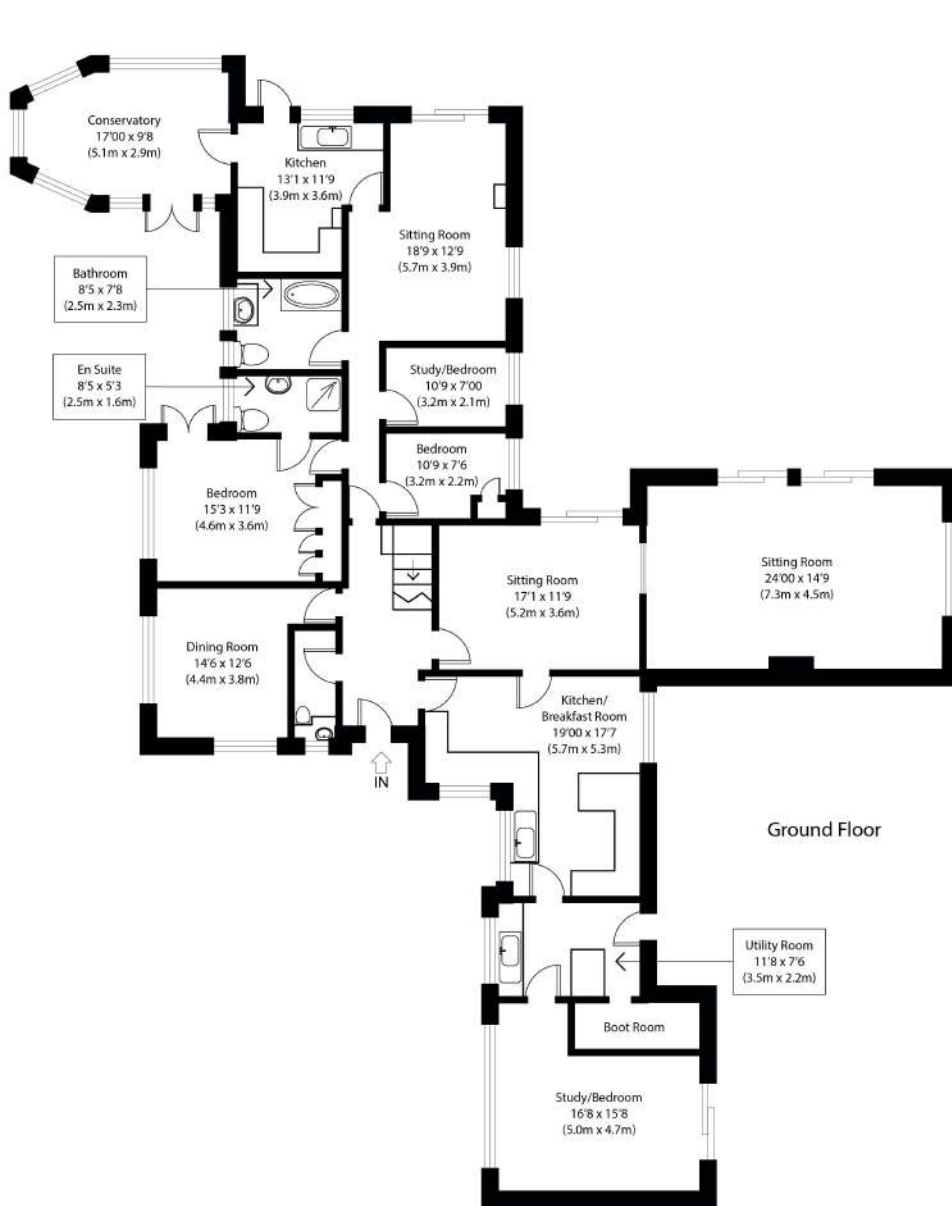 Conservatory
17'00 x 9'8
(5.1m x 2.9m)
Kitchen
13'1 x 11'9
(3.9m x 3.6m)
Sitting Room
18'9 x 12'9
(5.7m x 3.9m)
Bathroom
8'5 x 7'8
(2.5m x 2.3m)
En Suite
8'5 x 5'3
(2.5m x 1.6m)
Study/Bedroom
10'9 x 7'00
(3.2m x 2.1m)
Bedroom
10'9 x 7'6
(3.2m x 2.2m)
Bedroom
15'3 x 11'9
(4.6m x 3.6m)
Sitting Room
17'1 x 11'9
(5.2m x 3.6m)
Sitting Room
24'00 x 14'9
(7.3m x 4.5m)
Dining Room
14'6 x 12'6
(4.4m x 3.8m)
Kitchen/
Breakfast Room
19'00 x 17'7
(5.7m x 5.3m)
IN
Ground Floor
Utility Room
11'8 x 7'6
(3.5m x 2.2m)
Boot Room
Study/Bedroom
16'8 x 15'8
(5.0m x 4.7m)